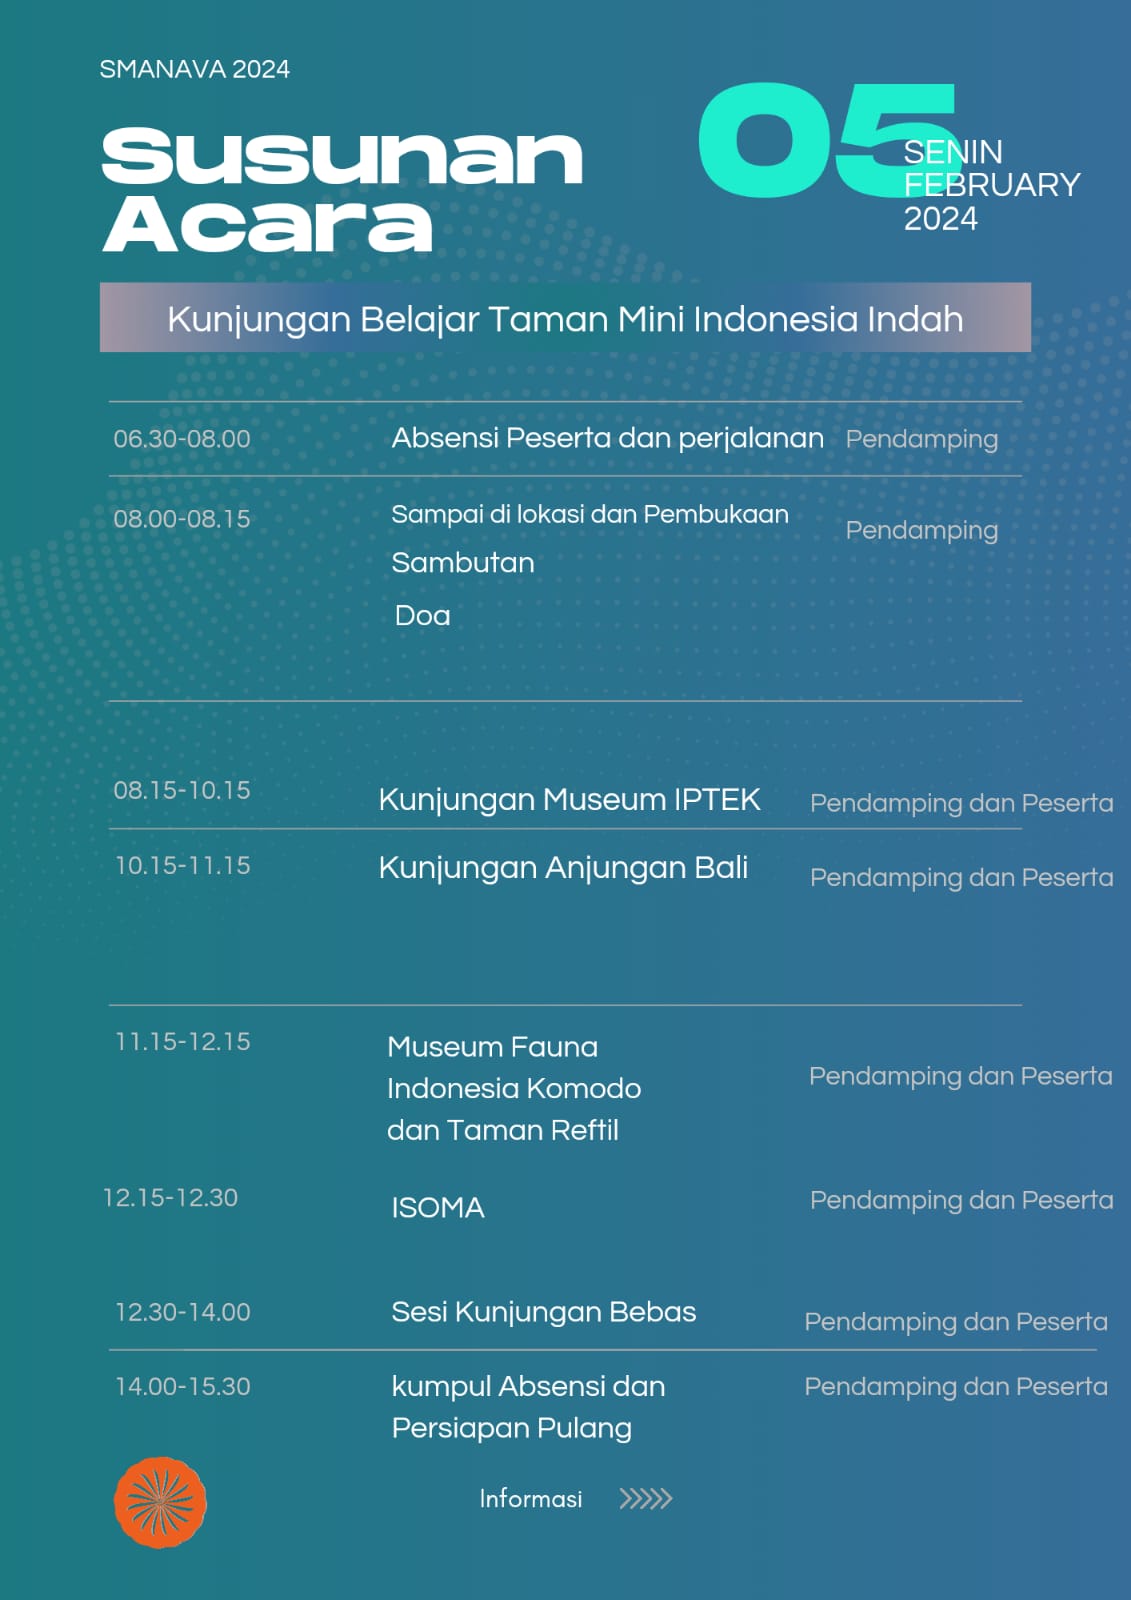 SMANAVA 2024
Susunan
Acara
05
SENIN
FEBRUARY
2024
Kunjungan Belajar Taman Mini Indonesia Indah
06.30-08.00 Absensi Peserta dan perjalanan Pendamping
08.00-08.15 Sampai di lokasi dan Pembukaan Pendamping
Sambutan
Doa
08.15-10.15 Kunjungan Museum IPTEK Pendamping dan Peserta
10.15-11.15 Kunjungan Anjungan Bali Pendamping dan Peserta
11.15-12.15 Museum Fauna
Indonesia Komodo
dan Taman Reftil
Pendamping dan Peserta
12.15-12.30 ISOMA Pendamping dan Peserta
12.30-14.00 Sesi Kunjungan Bebas Pendamping dan Peserta
14.00-15.30 kumpul Absensi dan Pendamping dan Peserta
Persiapan Pulang
Informasi